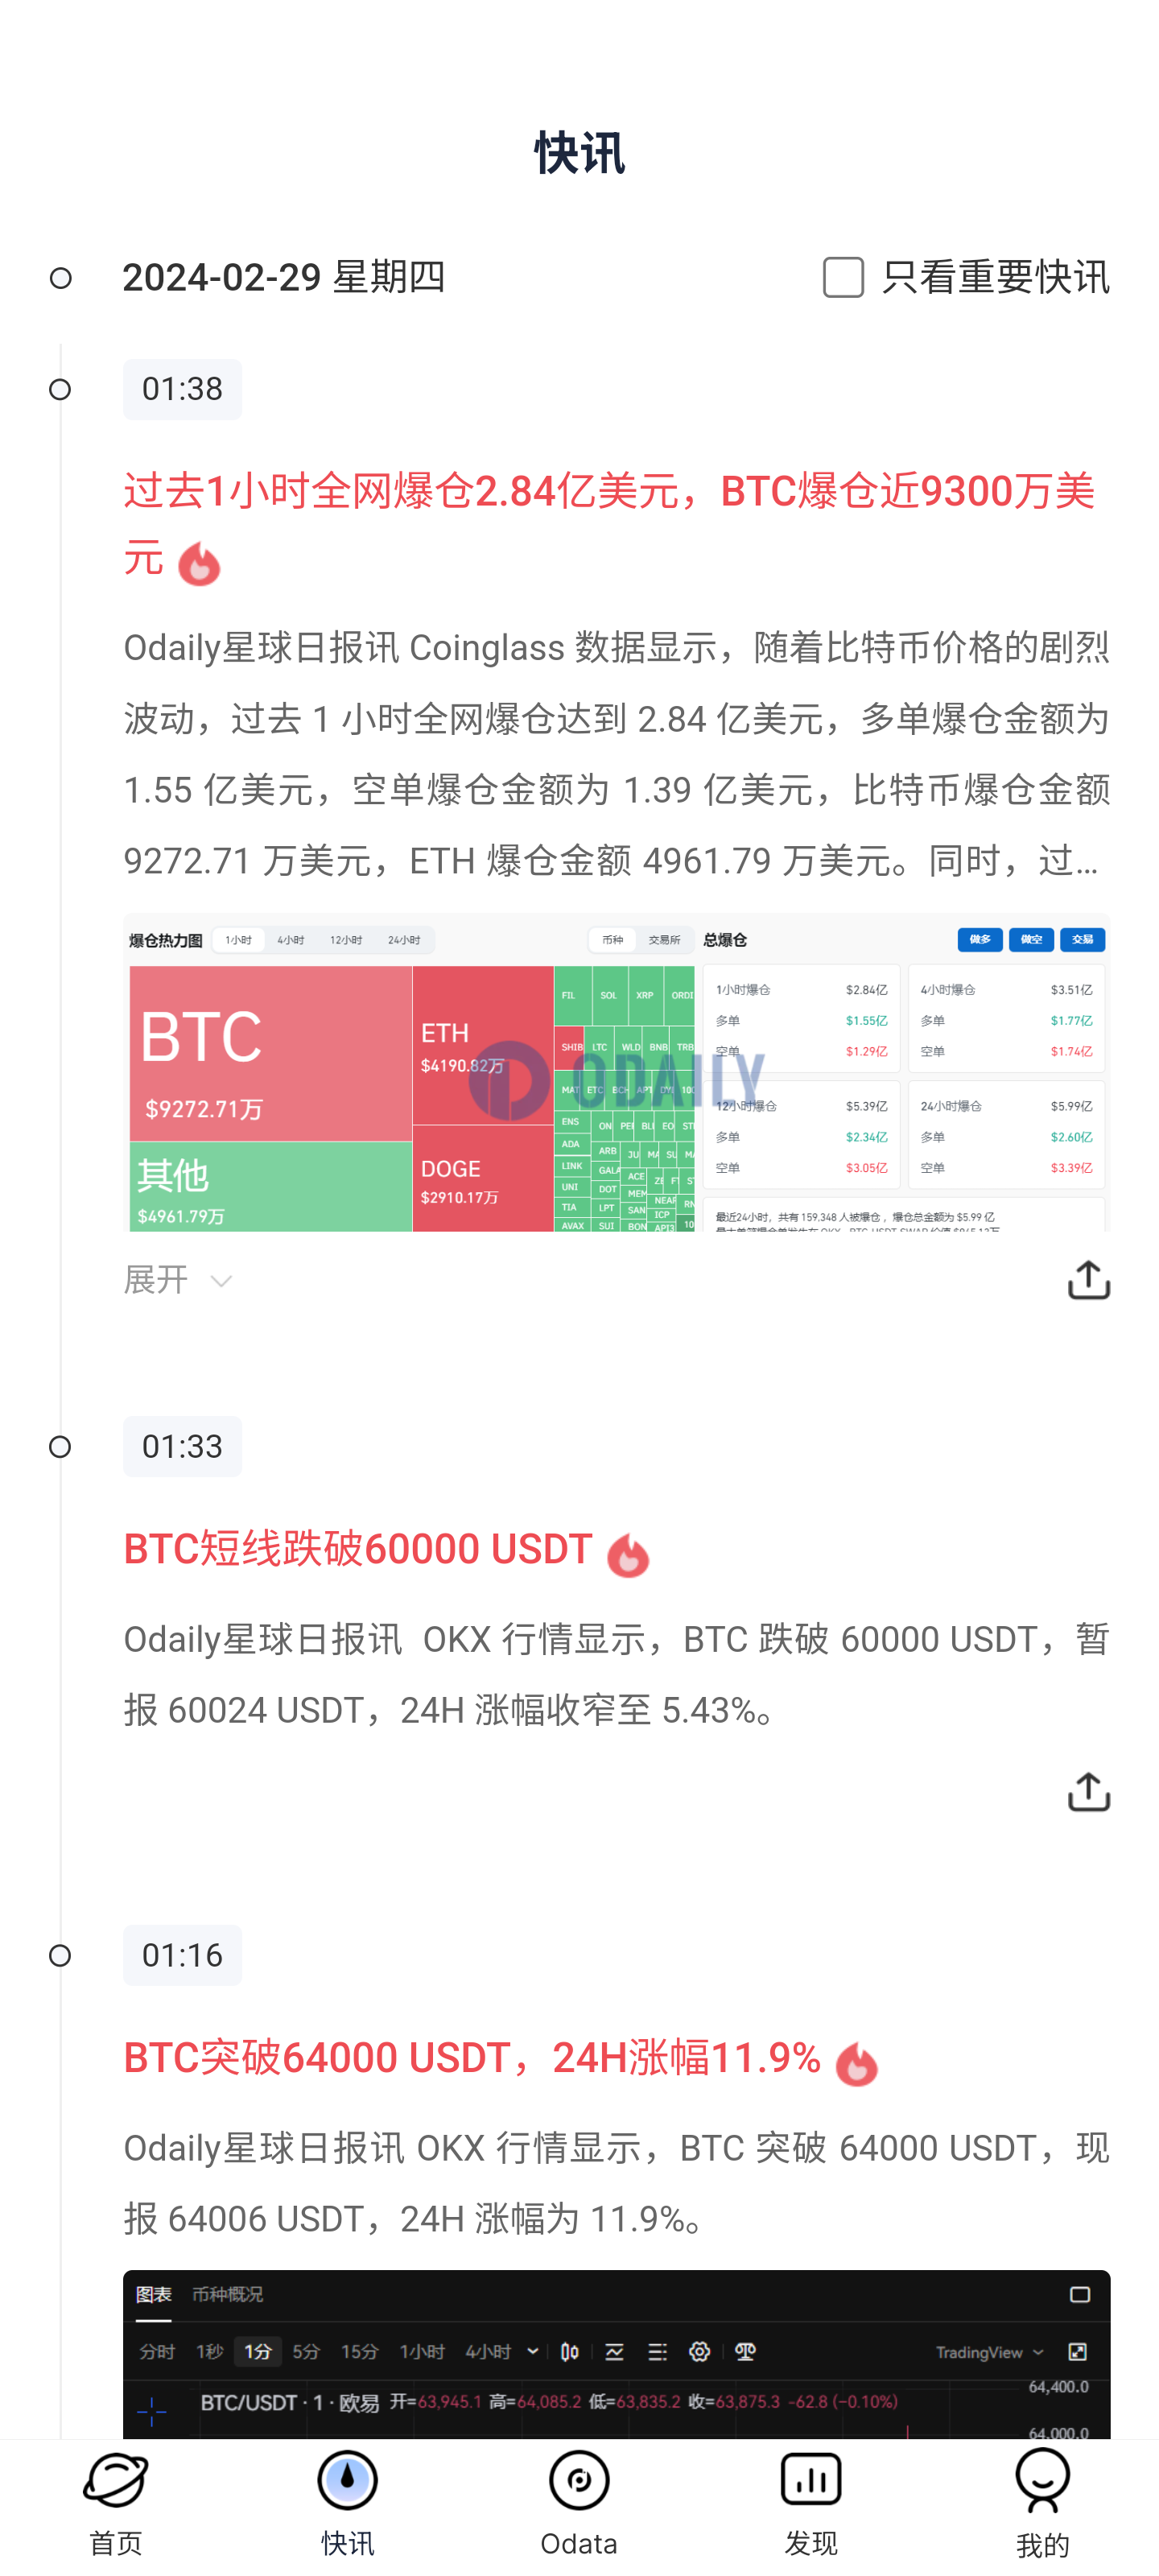 快讯
2024-02-29 星期四
只看重要快讯
01:38
过去1小时全网爆仓2.84亿美元，BTC爆仓近9300万美
元
Odaily星球日报讯 Coinglass 数据显示，随着比特币价格的剧烈
波动，过去 1 小时全网爆仓达到 2.84 亿美元，多单爆仓金额为
1.55 亿美元，空单爆仓金额为 1.39 亿美元，比特币爆仓金额
9272.71 万美元，ETH 爆仓金额 4961.79 万美元。同时，过...
爆仓热力图 1小时 4小时 12小时 24小时 币种 交易所
BTC
$9272.71万
其他
$4961.79万
ETH
$4190.82万
DOGE
$2910.17万
FIL SOL XRP ORDI
SHIB LTC WLD BNB TRB
ETC
ENS
ADA
LINK
UNI
TIA
AVAX
ARB
DOT
LPT
SUI
ACE
ICP
ODAILY
总爆仓 做多 做空 交易
1小时爆仓 $2.84亿
多单 $1.55亿
空单 $1.29亿
4小时爆仓 $3.51亿
多单 $1.77亿
空单 $1.74亿
12小时爆仓 $5.39亿
多单 $2.34亿
空单 $3.05亿
24小时爆仓 $5.99亿
多单 $2.60亿
空单 $3.39亿
最近24小时，共有 159,348 人被爆仓 ，爆仓总金额为 $5.99 亿
展开
01:33
BTC短线跌破60000 USDT
Odaily星球日报讯 OKX 行情显示，BTC 跌破 60000 USDT，暂
报 60024 USDT，24H 涨幅收窄至 5.43%。
01:16
BTC突破64000 USDT，24H涨幅11.9%
Odaily星球日报讯 OKX 行情显示，BTC 突破 64000 USDT，现
报 64006 USDT，24H 涨幅为 11.9%。
图表 币种概况
分时 1秒 1分 5分 15分 1小时 4小时 TradingView
BTC/USDT · 1 · 欧易 开=63,945.1 高=64,085.2 低=63,835.2 收=63,875.3 -62.8 (-0.10%)
64,400.0
64,000.0
首页 快讯 Odata 发现 我的